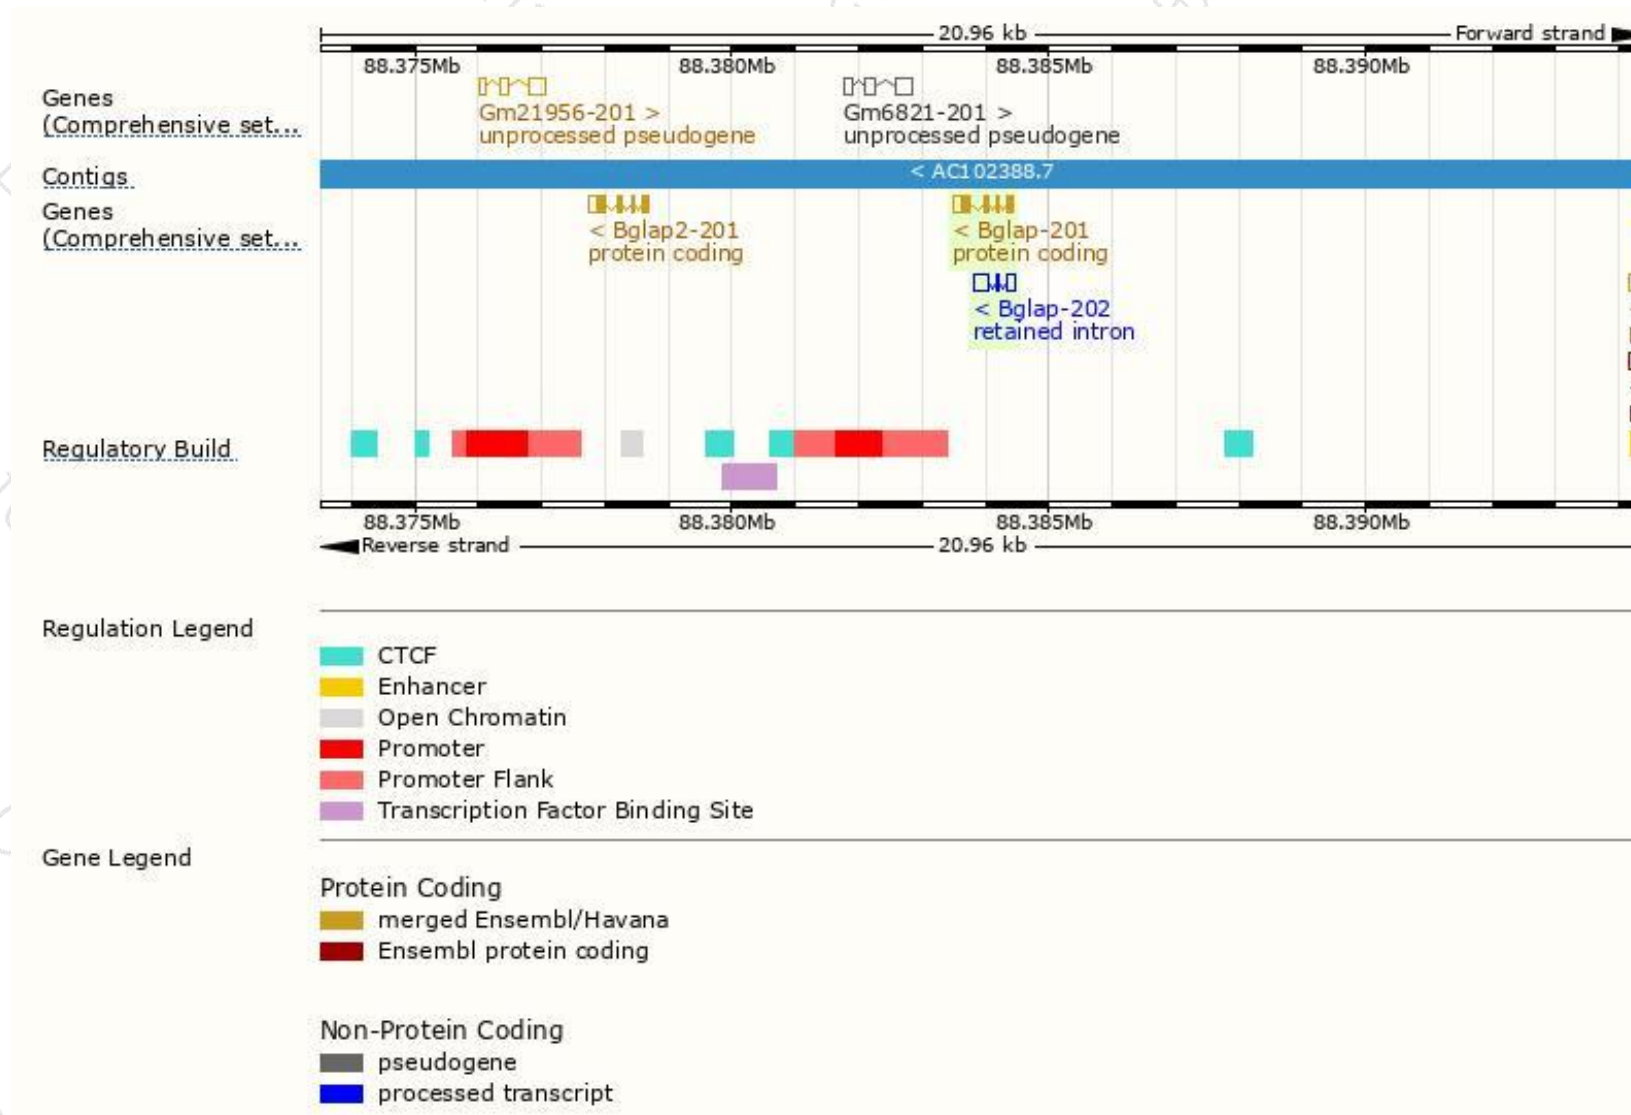 20.96 kb Forward strand
88.375Mb 88.380Mb 88.385Mb 88.390Mb
Genes
(Comprehensive set...
Gm21956-201 >
unprocessed pseudogene
Gm6821-201 >
unprocessed pseudogene
Contigs
< AC102388.7
Genes
(Comprehensive set...
< Bglap2-201
protein coding
< Bglap-201
protein coding
< Bglap-202
retained intron
Regulatory Build
88.375Mb 88.380Mb 88.385Mb 88.390Mb
Reverse strand 20.96 kb
Regulation Legend
CTCF
Enhancer
Open Chromatin
Promoter
Promoter Flank
Transcription Factor Binding Site
Gene Legend
Protein Coding
merged Ensembl/Havana
Ensembl protein coding
Non-Protein Coding
pseudogene
processed transcript